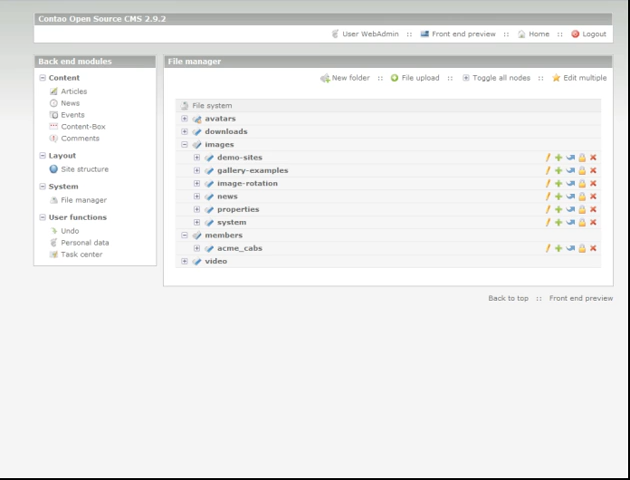 Contao Open Source CMS 2.9.2
User WebAdmin :: Front end preview :: Home :: Logout
Back end modules
Content
Articles
News
Events
Content-Box
Comments
Layout
Site structure
System
File manager
User functions
Undo
Personal data
Task center
File manager
New folder :: File upload :: Toggle all nodes :: Edit multiple
File system
avatars
downloads
images
demo-sites
gallery-examples
image-rotation
news
properties
system
members
acme_cabs
video
Back to top :: Front end preview